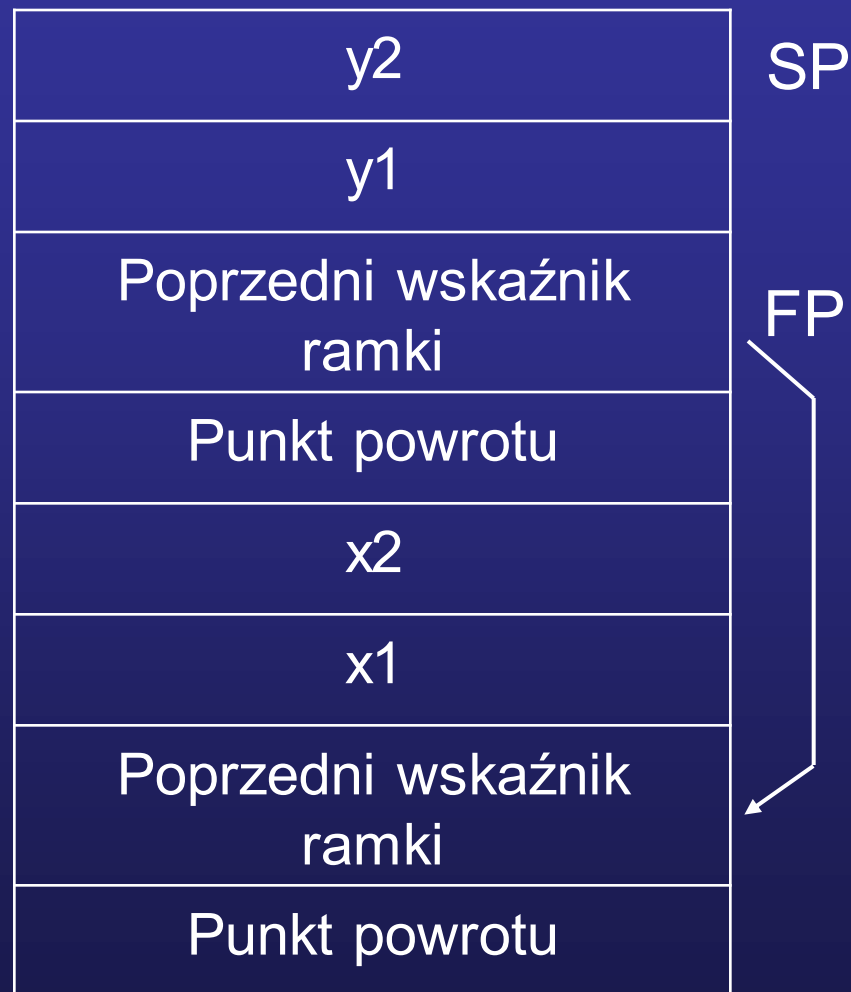 y2
SP
y1
Poprzedni wskaźnik
ramki
FP
Punkt powrotu
x2
x1
Poprzedni wskaźnik
ramki
Punkt powrotu